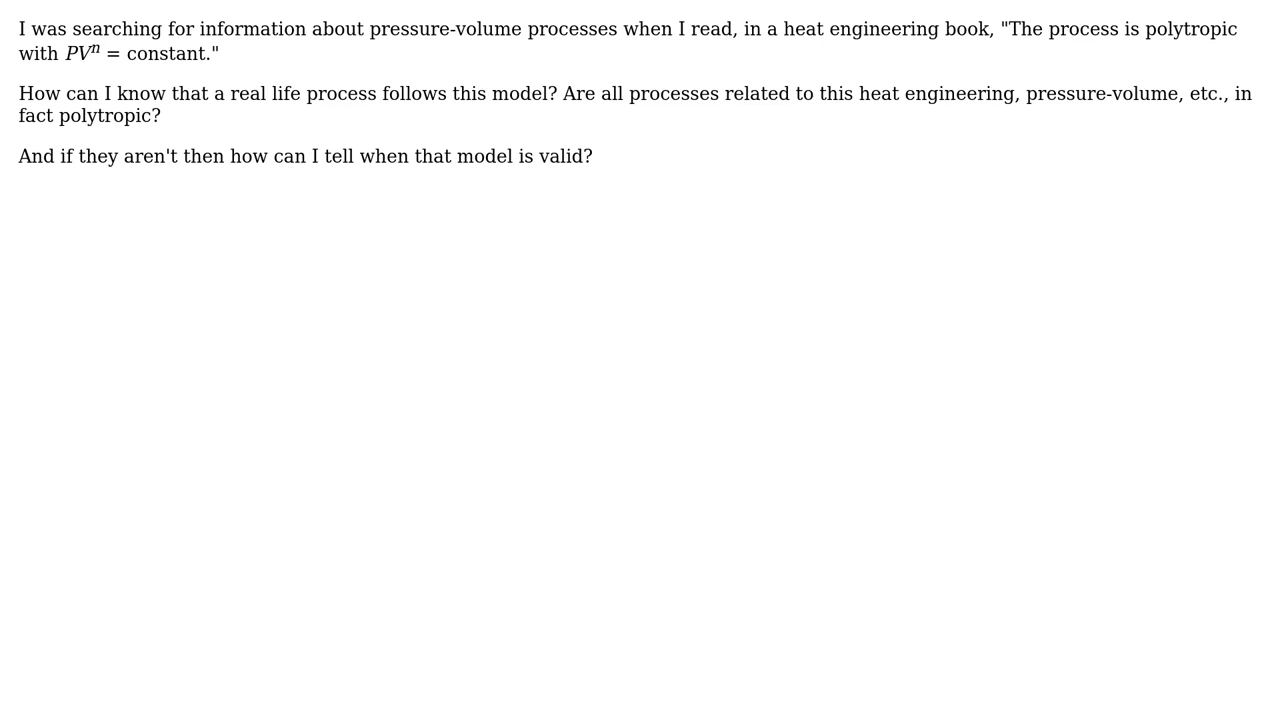 I was searching for information about pressure-volume processes when I read, in a heat engineering book, "The process is polytropic
with PVⁿ = constant."
How can I know that a real life process follows this model? Are all processes related to this heat engineering, pressure-volume, etc., in
fact polytropic?
And if they aren't then how can I tell when that model is valid?